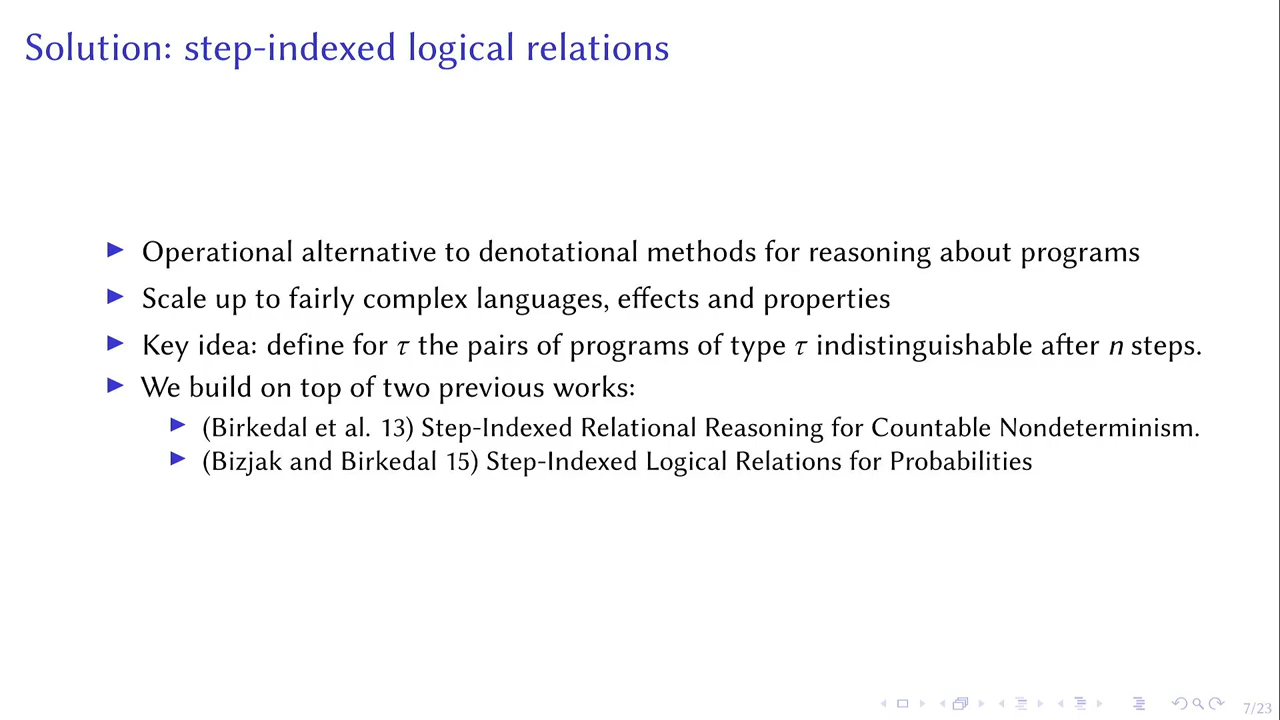 Solution: step-indexed logical relations
Operational alternative to denotational methods for reasoning about programs
Scale up to fairly complex languages, effects and properties
Key idea: define for τ the pairs of programs of type τ indistinguishable after n steps.
We build on top of two previous works:
(Birkedal et al. 13) Step-Indexed Relational Reasoning for Countable Nondeterminism.
(Bizjak and Birkedal 15) Step-Indexed Logical Relations for Probabilities
7/23